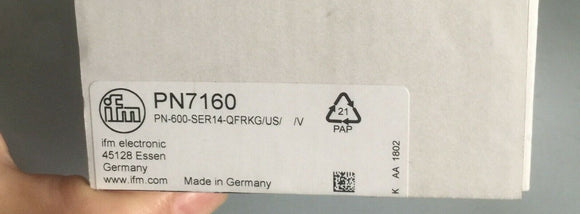 ifm
PN7160
PN-600-SER14-QFRKG/US/ /V
ifm electronic
45128 Essen
Germany
www.ifm.com Made in Germany
21
PAP
K AA 1802